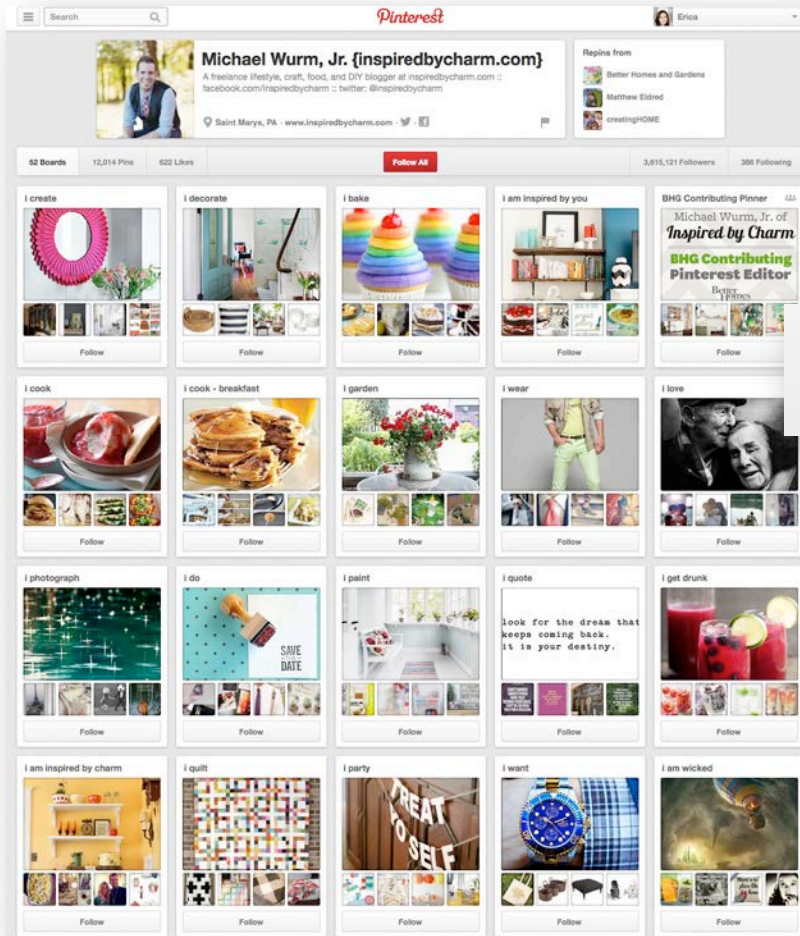 Search
Pinterest
Erica
Michael Wurm, Jr. {inspiredbycharm.com}
A freelance lifestyle, craft, food, and DIY blogger at inspiredbycharm.com ::
facebook.com/inspiredbycharm :: twitter: @inspiredbycharm
Saint Marys, PA · www.inspiredbycharm.com ·
Repins from
Better Homes and Gardens
Matthew Eldred
creatingHOME
52 Boards
12,014 Pins
622 Likes
Follow All
3,615,121 Followers
366 Following
i create
i decorate
i bake
i am inspired by you
BHG Contributing Pinner
Michael Wurm, Jr. of
Inspired by Charm
BHG Contributing
Pinterest Editor
Better
Homes
Follow
Follow
Follow
Follow
Follow
i cook
i cook - breakfast
i garden
i wear
i love
Follow
Follow
Follow
Follow
Follow
i photograph
i do
i paint
i quote
i get drunk
SAVE
DATE
look for the dream that
keeps coming back.
it is your destiny.
Follow
Follow
Follow
Follow
Follow
i am inspired by charm
i quilt
i party
i want
i am wicked
TREAT
YO SELF
Follow
Follow
Follow
Follow
Follow